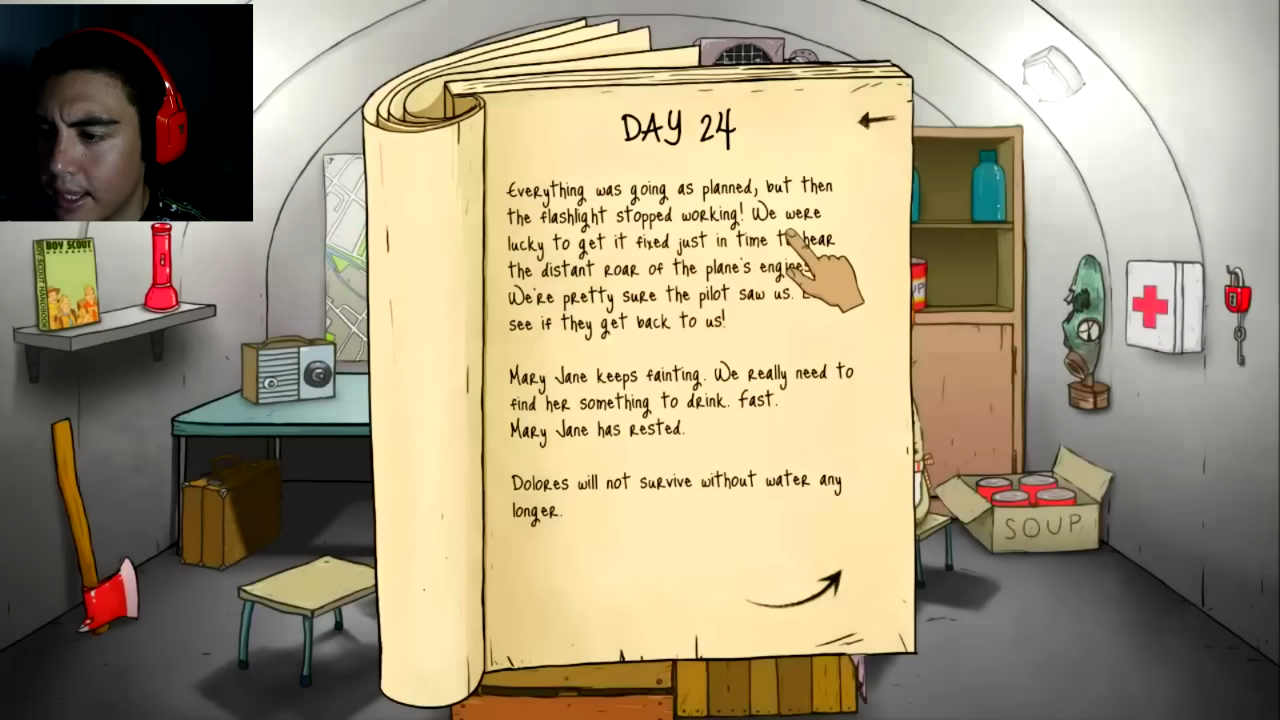 DAY 24
Everything was going as planned, but then
the flashlight stopped working! We were
lucky to get it fixed just in time hear
the distant roar of the plane's
We're pretty sure the pilot saw us.
see if they get back to us!
Mary Jane keeps fainting. We really need to
find her something to drink. Fast.
Mary Jane has rested.
Dolores will not survive without water any
longer.
BOY SCOUT
BOY SCOUT HANDBOOK
SOUP